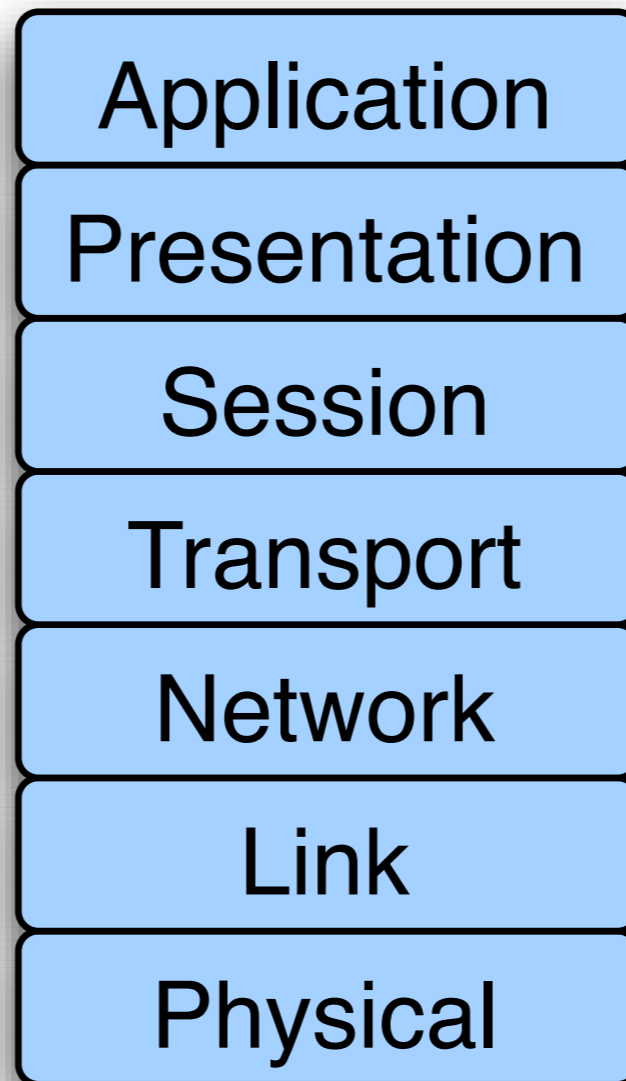 Application
Presentation
Session
Transport
Network
Link
Physical